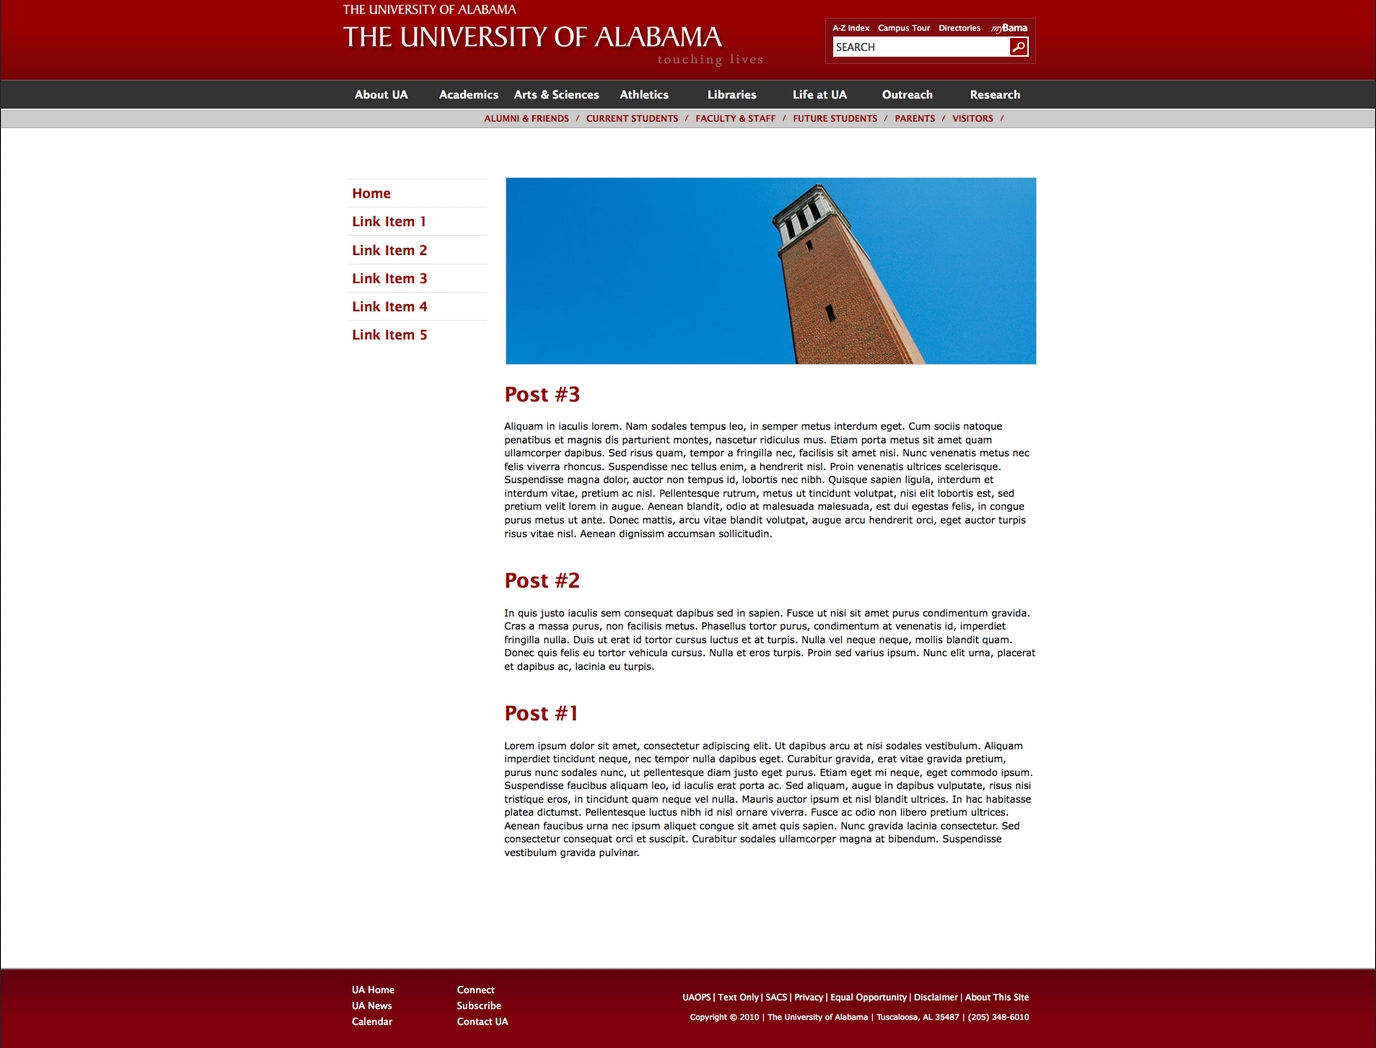 THE UNIVERSITY OF ALABAMA
THE UNIVERSITY OF ALABAMA
touching lives
A-Z Index Campus Tour Directories myBama
SEARCH
About UA Academics Arts & Sciences Athletics Libraries Life at UA Outreach Research
ALUMNI & FRIENDS / CURRENT STUDENTS / FACULTY & STAFF / FUTURE STUDENTS / PARENTS / VISITORS /
Home
Link Item 1
Link Item 2
Link Item 3
Link Item 4
Link Item 5
Post #3
Aliquam in iaculis lorem. Nam sodales tempus leo, in semper metus interdum eget. Cum sociis natoque
penatibus et magnis dis parturient montes, nascetur ridiculus mus. Etiam porta metus sit amet quam
ullamcorper dapibus. Sed risus quam, tempor a fringilla nec, facilisis sit amet nisi. Nunc venenatis metus nec
felis viverra rhoncus. Suspendisse nec tellus enim, a hendrerit nisl. Proin venenatis ultrices scelerisque.
Suspendisse magna dolor, auctor non tempus id, lobortis nec nibh. Quisque sapien ligula, interdum et
interdum vitae, pretium ac nisl. Pellentesque rutrum, metus ut tincidunt volutpat, nisi elit lobortis est, sed
pretium velit lorem in augue. Aenean blandit, odio at malesuada malesuada, est dui egestas felis, in congue
purus metus ut ante. Donec mattis, arcu vitae blandit volutpat, augue arcu hendrerit orci, eget auctor turpis
risus vitae nisl. Aenean dignissim accumsan sollicitudin.
Post #2
In quis justo iaculis sem consequat dapibus sed in sapien. Fusce ut nisi sit amet purus condimentum gravida.
Cras a massa purus, non facilisis metus. Phasellus tortor purus, condimentum at venenatis id, imperdiet
fringilla nulla. Duis ut erat id tortor cursus luctus et at turpis. Nulla vel neque neque, mollis blandit quam.
Donec quis felis eu tortor vehicula cursus. Nulla et eros turpis. Proin sed varius ipsum. Nunc elit urna, placerat
et dapibus ac, lacinia eu turpis.
Post #1
Lorem ipsum dolor sit amet, consectetur adipiscing elit. Ut dapibus arcu at nisi sodales vestibulum. Aliquam
imperdiet tincidunt neque, nec tempor nulla dapibus eget. Curabitur gravida, erat vitae gravida pretium,
purus nunc sodales nunc, ut pellentesque diam justo eget purus. Etiam eget mi neque, eget commodo ipsum.
Suspendisse faucibus aliquam leo, id iaculis erat porta ac. Sed aliquam, augue in dapibus vulputate, risus nisi
tristique eros, in tincidunt quam neque vel nulla. Mauris auctor ipsum et nisl blandit ultrices. In hac habitasse
platea dictumst. Pellentesque luctus nibh id nisl ornare viverra. Fusce ac odio non libero pretium ultrices.
Aenean faucibus urna nec ipsum aliquet congue sit amet quis sapien. Nunc gravida lacinia consectetur. Sed
consectetur consequat orci et suscipit. Curabitur sodales ullamcorper magna at bibendum. Suspendisse
vestibulum gravida pulvinar.
UA Home
UA News
Calendar
Connect
Subscribe
Contact UA
UAOPS | Text Only | SACS | Privacy | Equal Opportunity | Disclaimer | About This Site
Copyright © 2010 | The University of Alabama | Tuscaloosa, AL 35487 | (205) 348-6010